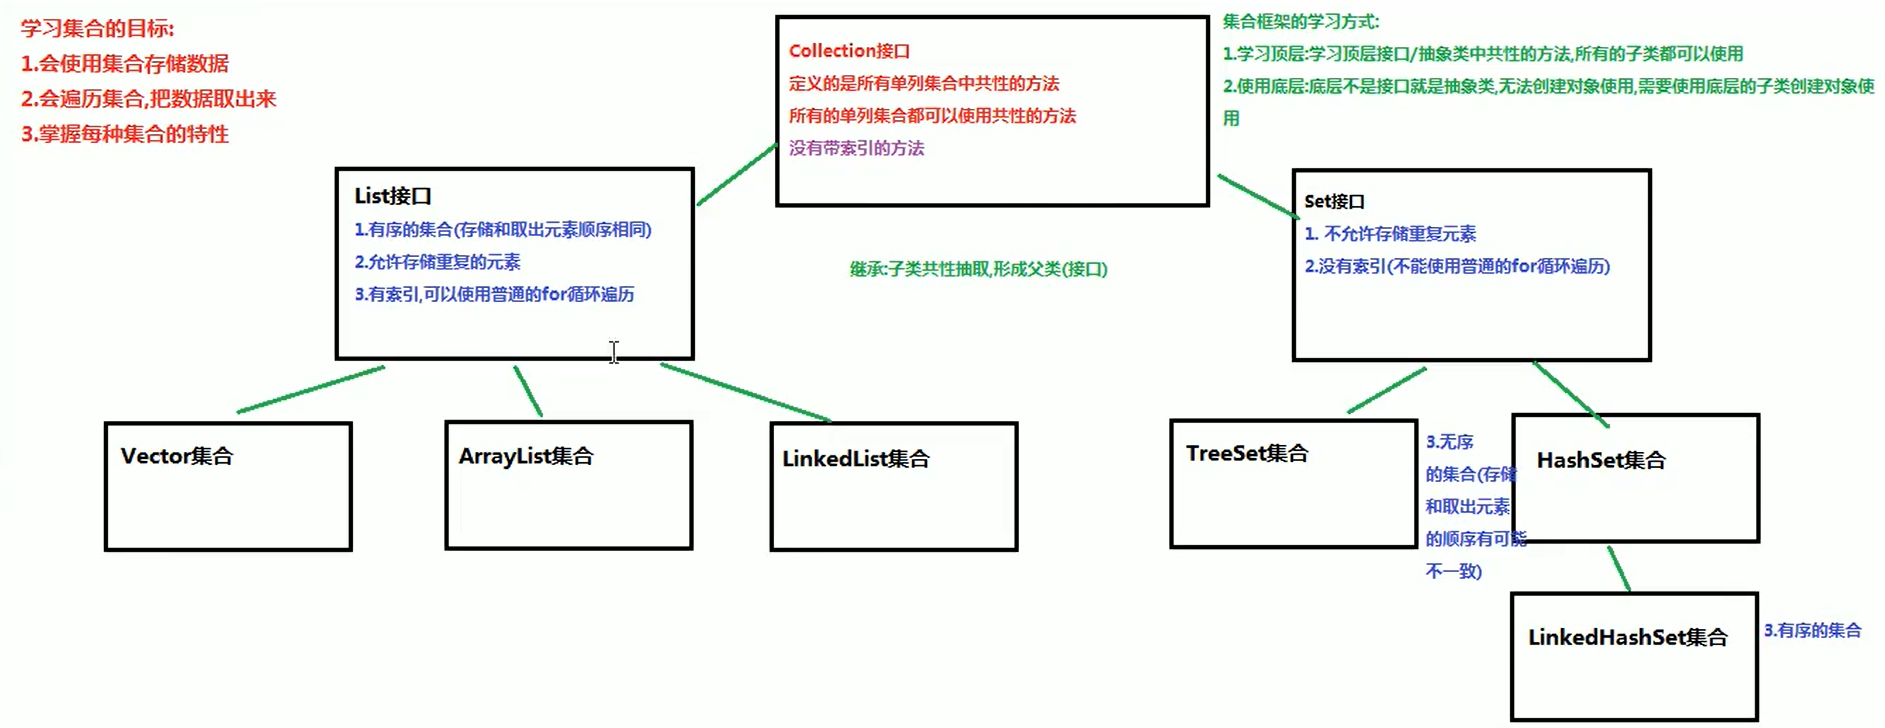 学习集合的目标:
1.会使用集合存储数据
2.会遍历集合,把数据取出来
3.掌握每种集合的特性
Collection接口
定义的是所有单列集合中共性的方法
所有的单列集合都可以使用共性的方法
没有带索引的方法
集合框架的学习方式:
1.学习顶层:学习顶层接口/抽象类中共性的方法,所有的子类都可以使用
2.使用底层:底层不是接口就是抽象类,无法创建对象使用,需要使用底层的子类创建对象使
用
List接口
1.有序的集合(存储和取出元素顺序相同)
2.允许存储重复的元素
3.有索引,可以使用普通的for循环遍历
继承:子类共性抽取,形成父类(接口)
Set接口
1. 不允许存储重复元素
2.没有索引(不能使用普通的for循环遍历)
Vector集合
ArrayList集合
LinkedList集合
TreeSet集合
3.无序
的集合(存储
和取出元素
的顺序有可能
不一致)
HashSet集合
LinkedHashSet集合
3.有序的集合